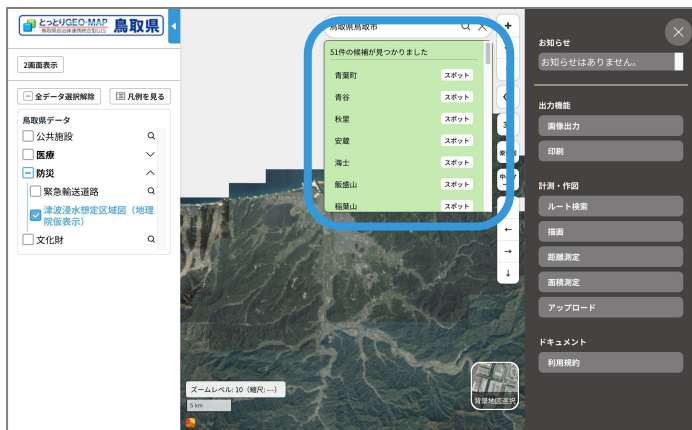 とっとりGEO·MAP
鳥取県自治体連携統合型GIS
鳥取県
2画面表示
全データ選択解除
凡例を見る
鳥取県データ
公共施設
医療
防災
緊急輸送道路
津波浸水想定区域図（地理
院仮表示）
文化財
鳥取県鳥取市
51件の候補が見つかりました
青葉町 スポット
青谷 スポット
秋里 スポット
安蔵 スポット
海士 スポット
飯盛山 スポット
稲葉山 スポット
ズームレベル: 10（縮尺: ---）
5 km
背景地図選択
お知らせ
お知らせはありません。
出力機能
画像出力
印刷
計測・作図
ルート検索
描画
距離測定
面積測定
アップロード
ドキュメント
利用規約